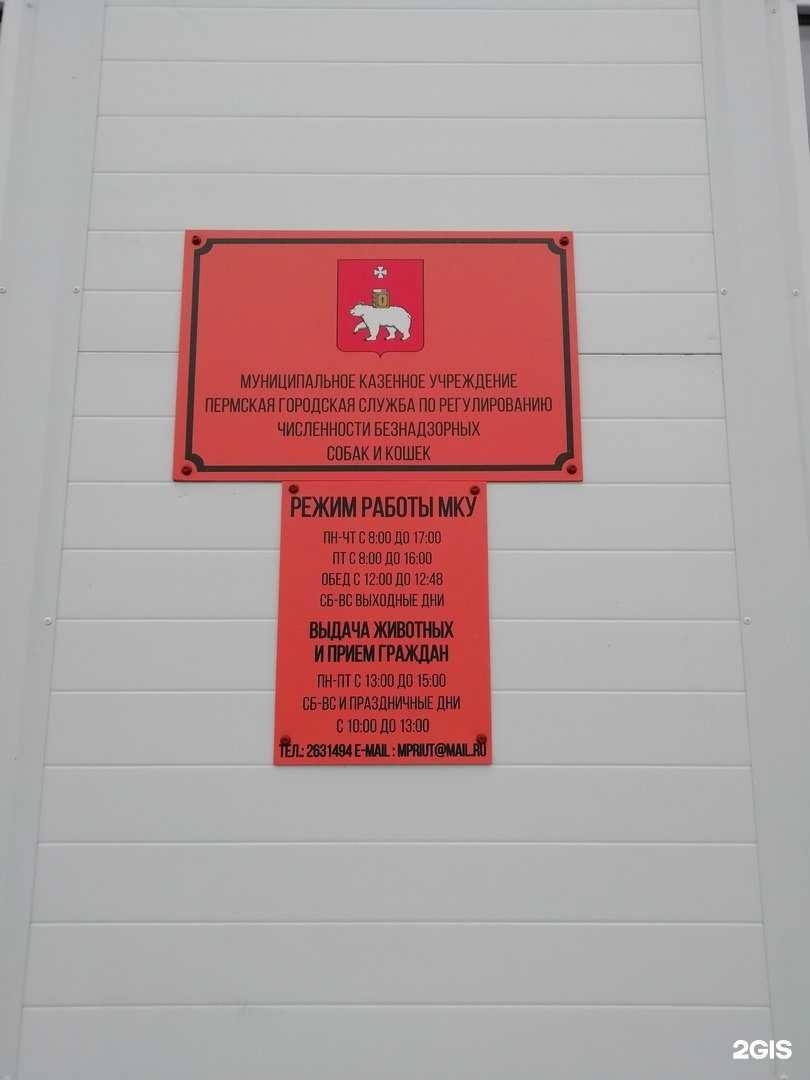 МУНИЦИПАЛЬНОЕ КАЗЕННОЕ УЧРЕЖДЕНИЕ
ПЕРМСКАЯ ГОРОДСКАЯ СЛУЖБА ПО РЕГУЛИРОВАНИЮ
ЧИСЛЕННОСТИ БЕЗНАДЗОРНЫХ
СОБАК И КОШЕК
РЕЖИМ РАБОТЫ МКУ
ПН-ЧТ С 8:00 ДО 17:00
ПТ С 8:00 ДО 16:00
ОБЕД С 12:00 ДО 12:48
СБ-ВС ВЫХОДНЫЕ ДНИ
ВЫДАЧА ЖИВОТНЫХ
И ПРИЕМ ГРАЖДАН
ПН-ПТ С 13:00 ДО 15:00
СБ-ВС И ПРАЗДНИЧНЫЕ ДНИ
С 10:00 ДО 13:00
ТЕЛ.: 2631494 E-MAIL : MPRIUT@MAIL.RU
2GIS